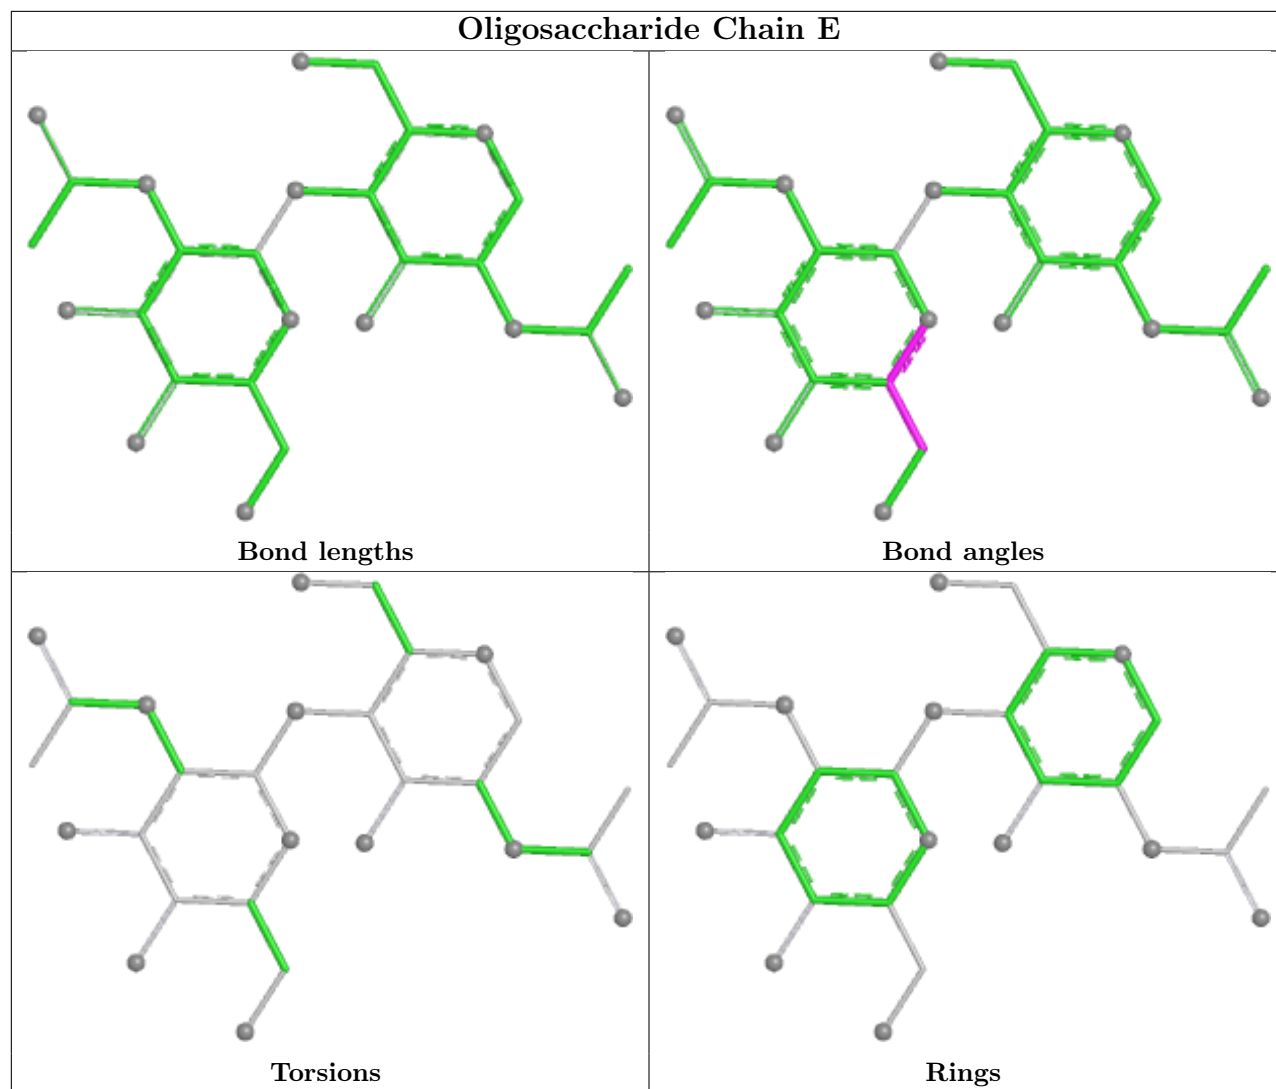 Oligosaccharide Chain E
Bond lengths
Bond angles
Torsions
Rings